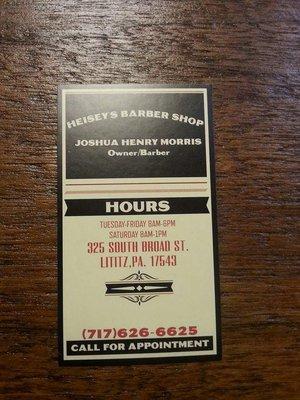 HEISEY'S BARBER SHOP
JOSHUA HENRY MORRIS
Owner/Barber
HOURS
TUESDAY-FRIDAY 8AM-6PM
SATURDAY 8AM-1PM
325 SOUTH BROAD ST.
LITITZ,PA. 17543
(717)626-6625
CALL FOR APPOINTMENT